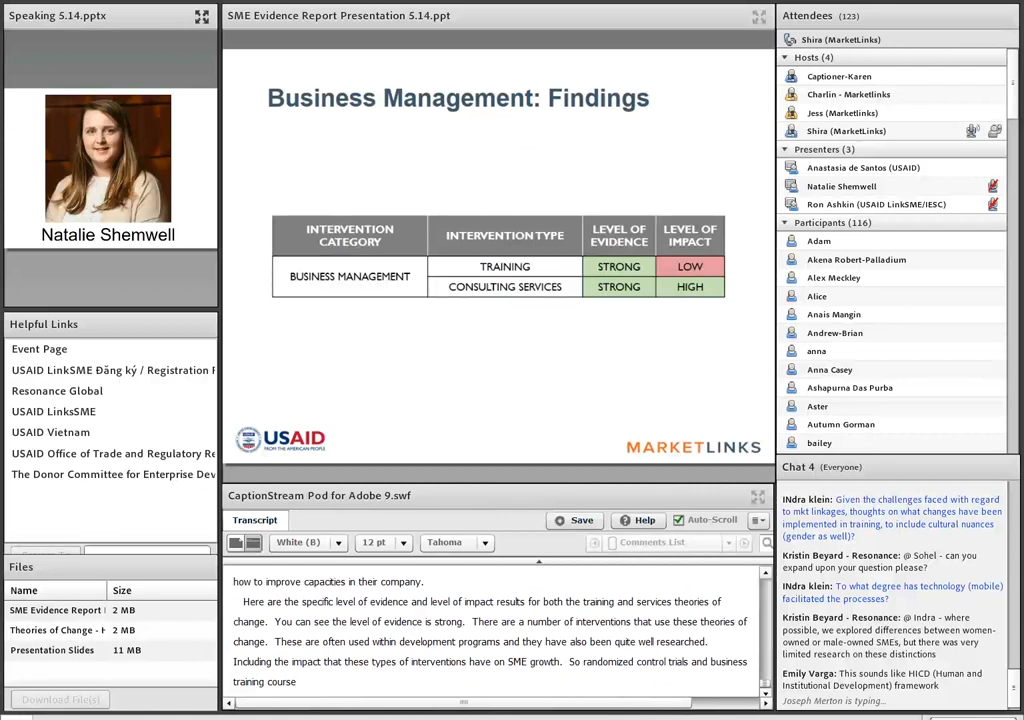 Speaking 5.14.pptx
Natalie Shemwell
Helpful Links
Event Page
USAID LinkSME Đăng ký / Registration F
Resonance Global
USAID LinksSME
USAID Vietnam
USAID Office of Trade and Regulatory Re
The Donor Committee for Enterprise Dev
Files
Name Size
SME Evidence Report 2 MB
Theories of Change - 2 MB
Presentation Slides 11 MB
Download File(s)
SME Evidence Report Presentation 5.14.ppt
Business Management: Findings
INTERVENTION CATEGORY INTERVENTION TYPE LEVEL OF EVIDENCE LEVEL OF IMPACT
BUSINESS MANAGEMENT TRAINING STRONG LOW
CONSULTING SERVICES STRONG HIGH
USAID
FROM THE AMERICAN PEOPLE
MARKETLINKS
CaptionStream Pod for Adobe 9.swf
Transcript Save Help Auto-Scroll
White (B) 12 pt Tahoma Comments List
how to improve capacities in their company.
Here are the specific level of evidence and level of impact results for both the training and services theories of
change. You can see the level of evidence is strong. There are a number of interventions that use these theories of
change. These are often used within development programs and they have also been quite well researched.
Including the impact that these types of interventions have on SME growth. So randomized control trials and business
training course
Attendees (123)
Shira (MarketLinks)
Hosts (4)
Captioner-Karen
Charlin - Marketlinks
Jess (Marketlinks)
Shira (MarketLinks)
Presenters (3)
Anastasia de Santos (USAID)
Natalie Shemwell
Ron Ashkin (USAID LinkSME/IESC)
Participants (116)
Adam
Akena Robert-Palladium
Alex Meckley
Alice
Anais Mangin
Andrew-Brian
anna
Anna Casey
Ashapurna Das Purba
Aster
Autumn Gorman
bailey
Chat 4 (Everyone)
INdra klein: Given the challenges faced with regard
to mkt linkages, thoughts on what changes have been
implemented in training, to include cultural nuances
(gender as well)?
Kristin Beyard - Resonance: @ Sohel - can you
expand upon your question please?
INdra klein: To what degree has technology (mobile)
facilitated the processes?
Kristin Beyard - Resonance: @ Indra - where
possible, we explored differences between women-
owned or male-owned SMEs, but there was very
limited research on these distinctions
Emily Varga: This sounds like HICD (Human and
Institutional Development) framework
Joseph Merton is typing...